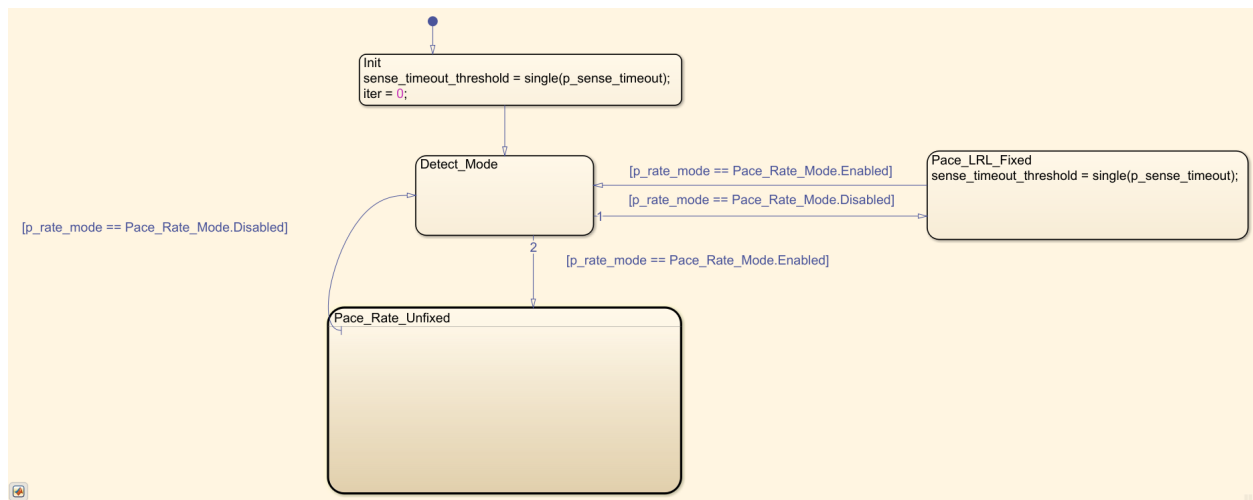 Init
sense_timeout_threshold = single(p_sense_timeout);
iter = 0;
Detect_Mode
Pace_LRL_Fixed
sense_timeout_threshold = single(p_sense_timeout);
[p_rate_mode == Pace_Rate_Mode.Enabled]
[p_rate_mode == Pace_Rate_Mode.Disabled]
1
[p_rate_mode == Pace_Rate_Mode.Disabled]
2
[p_rate_mode == Pace_Rate_Mode.Enabled]
Pace_Rate_Unfixed